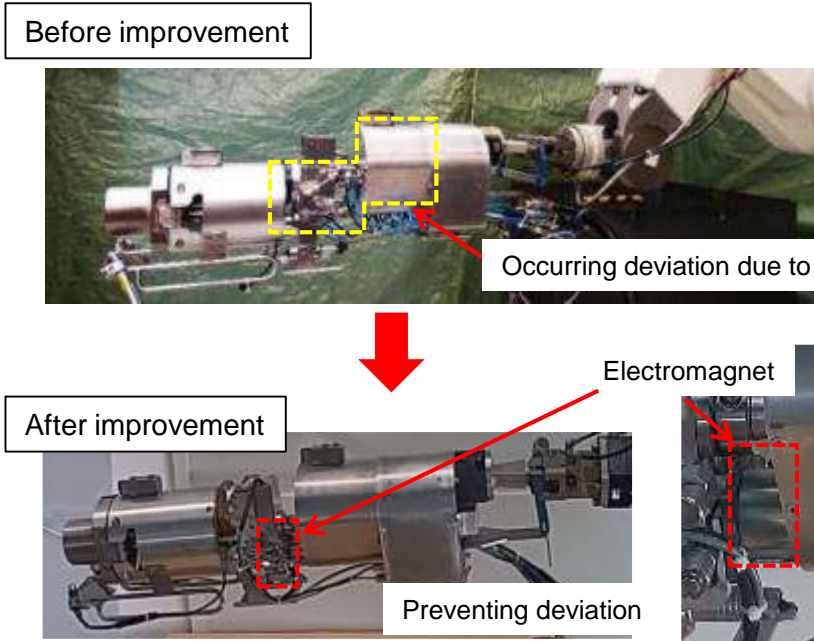 Before improvement
Occurring deviation due to
Electromagnet
After improvement
Preventing deviation